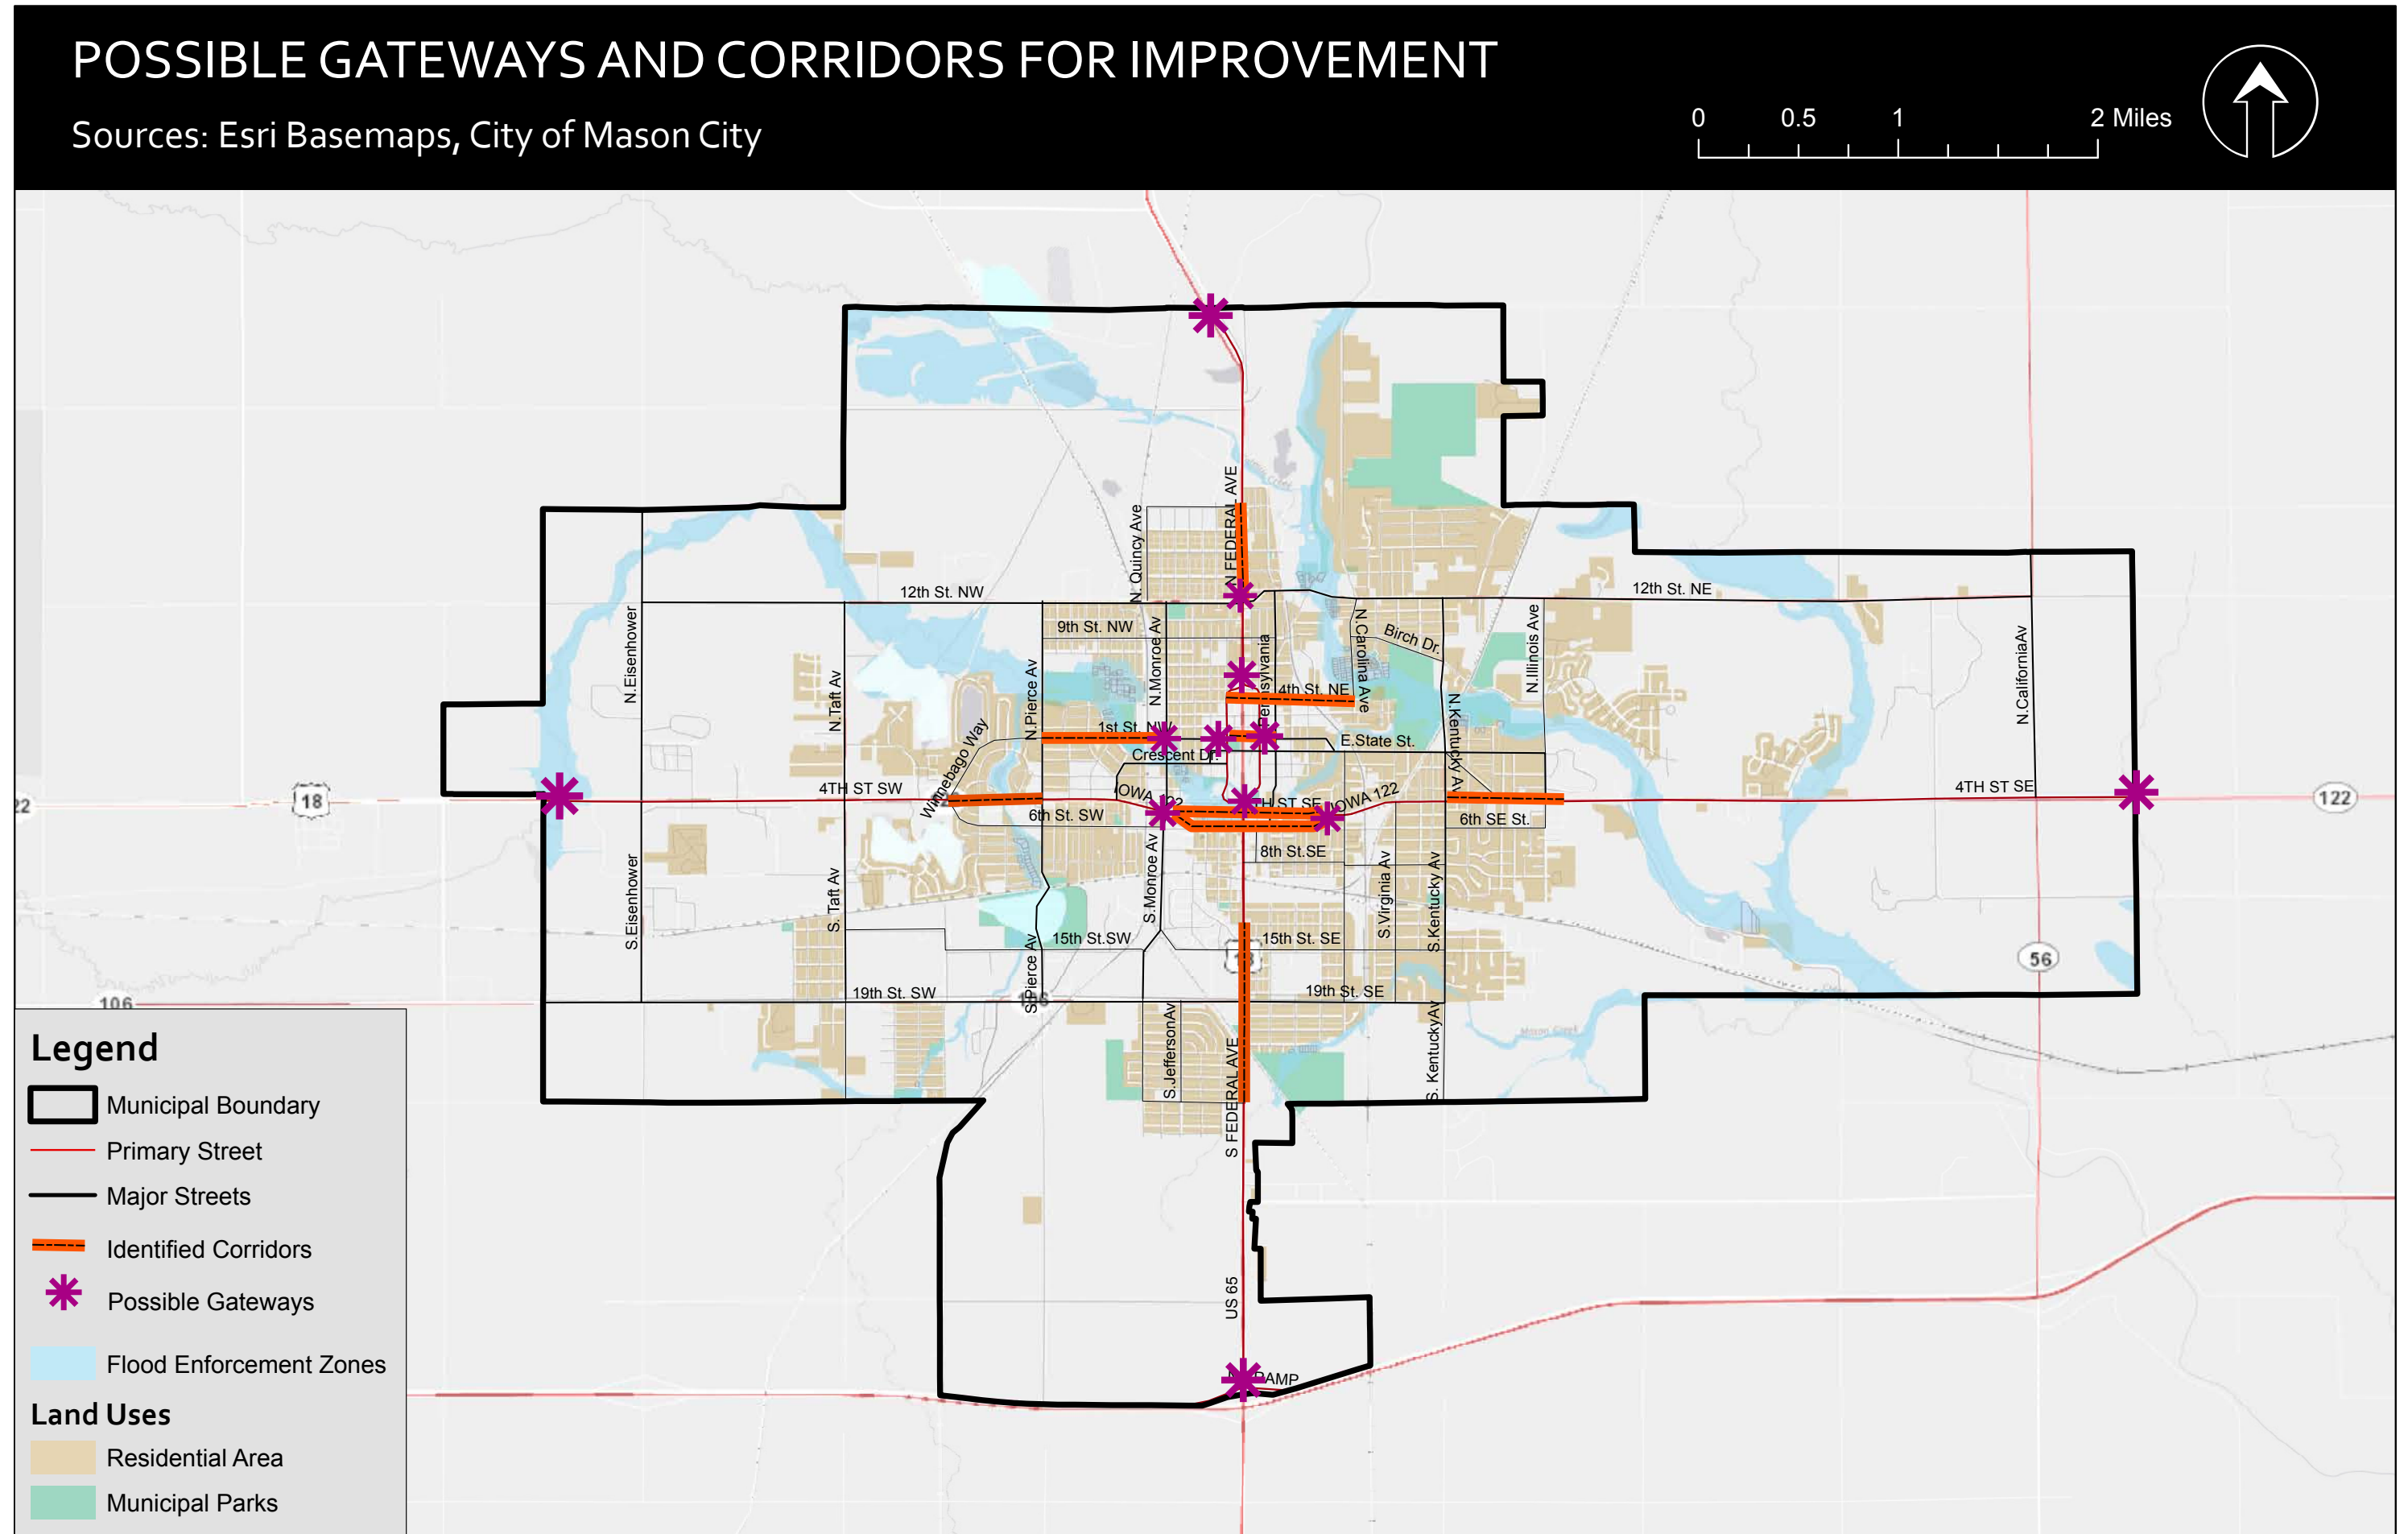 POSSIBLE GATEWAYS AND CORRIDORS FOR IMPROVEMENT
Sources: Esri Basemaps, City of Mason City
0 0.5 1 2 Miles
N FEDERAL AVE
N. Quincy Ave
12th St. NW
12th St. NE
N.Eisenhower
9th St. NW
N.Monroe Av
N.Carolina Ave
Birch Dr.
N.Illinois Ave
N.CaliforniaAv
N.Taft Av
N.Pierce Av
4th St. NE
N.Kentucky Av
1st St. NW
E.State St.
Crescent Dr.
Winnebago Way
18
4TH ST SW
IOWA 122
4TH ST SE
122
6th St. SW
6th SE St.
8th St.SE
S.Eisenhower
S. Taft Av
S.Monroe Av
S.Virginia Av
S.Kentucky Av
15th St.SW
15th St. SE
56
S.Pierce Av
106
19th St. SW
19th St. SE
S.JeffersonAv
S FEDERAL AVE
S. KentuckyAv
US 65
RAMP
Legend
Municipal Boundary
Primary Street
Major Streets
Identified Corridors
Possible Gateways
Flood Enforcement Zones
Land Uses
Residential Area
Municipal Parks